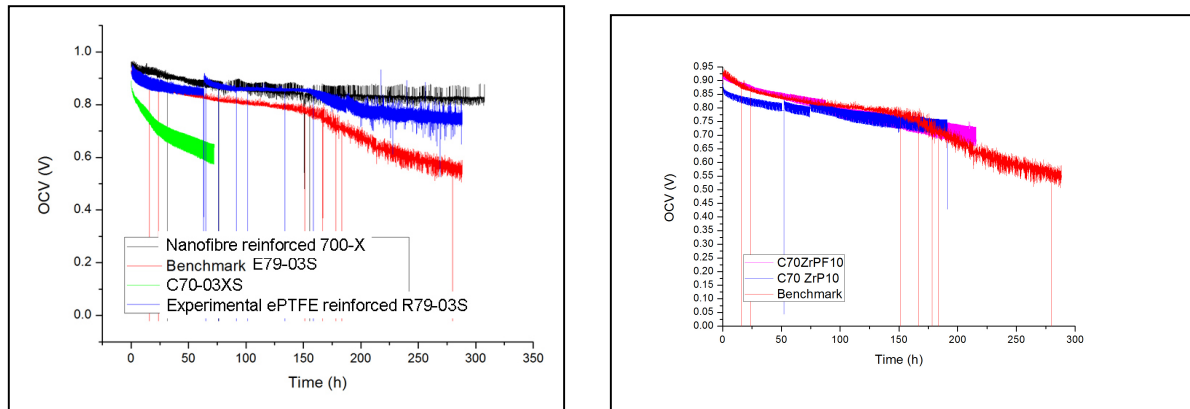 1.0
0.8
0.6
0.4
0.2
0.0
OCV (V)
Nanofibre reinforced 700-X
Benchmark E79-03S
C70-03XS
Experimental ePTFE reinforced R79-03S
0 50 100 150 200 250 300 350
Time (h)
0.95
0.90
0.85
0.80
0.75
0.70
0.65
0.60
0.55
0.50
0.45
0.40
0.35
0.30
0.25
0.20
0.15
0.10
0.05
0.00
OCV (V)
C70ZrPF10
C70 ZrP10
Benchmark
0 50 100 150 200 250 300
Time (h)